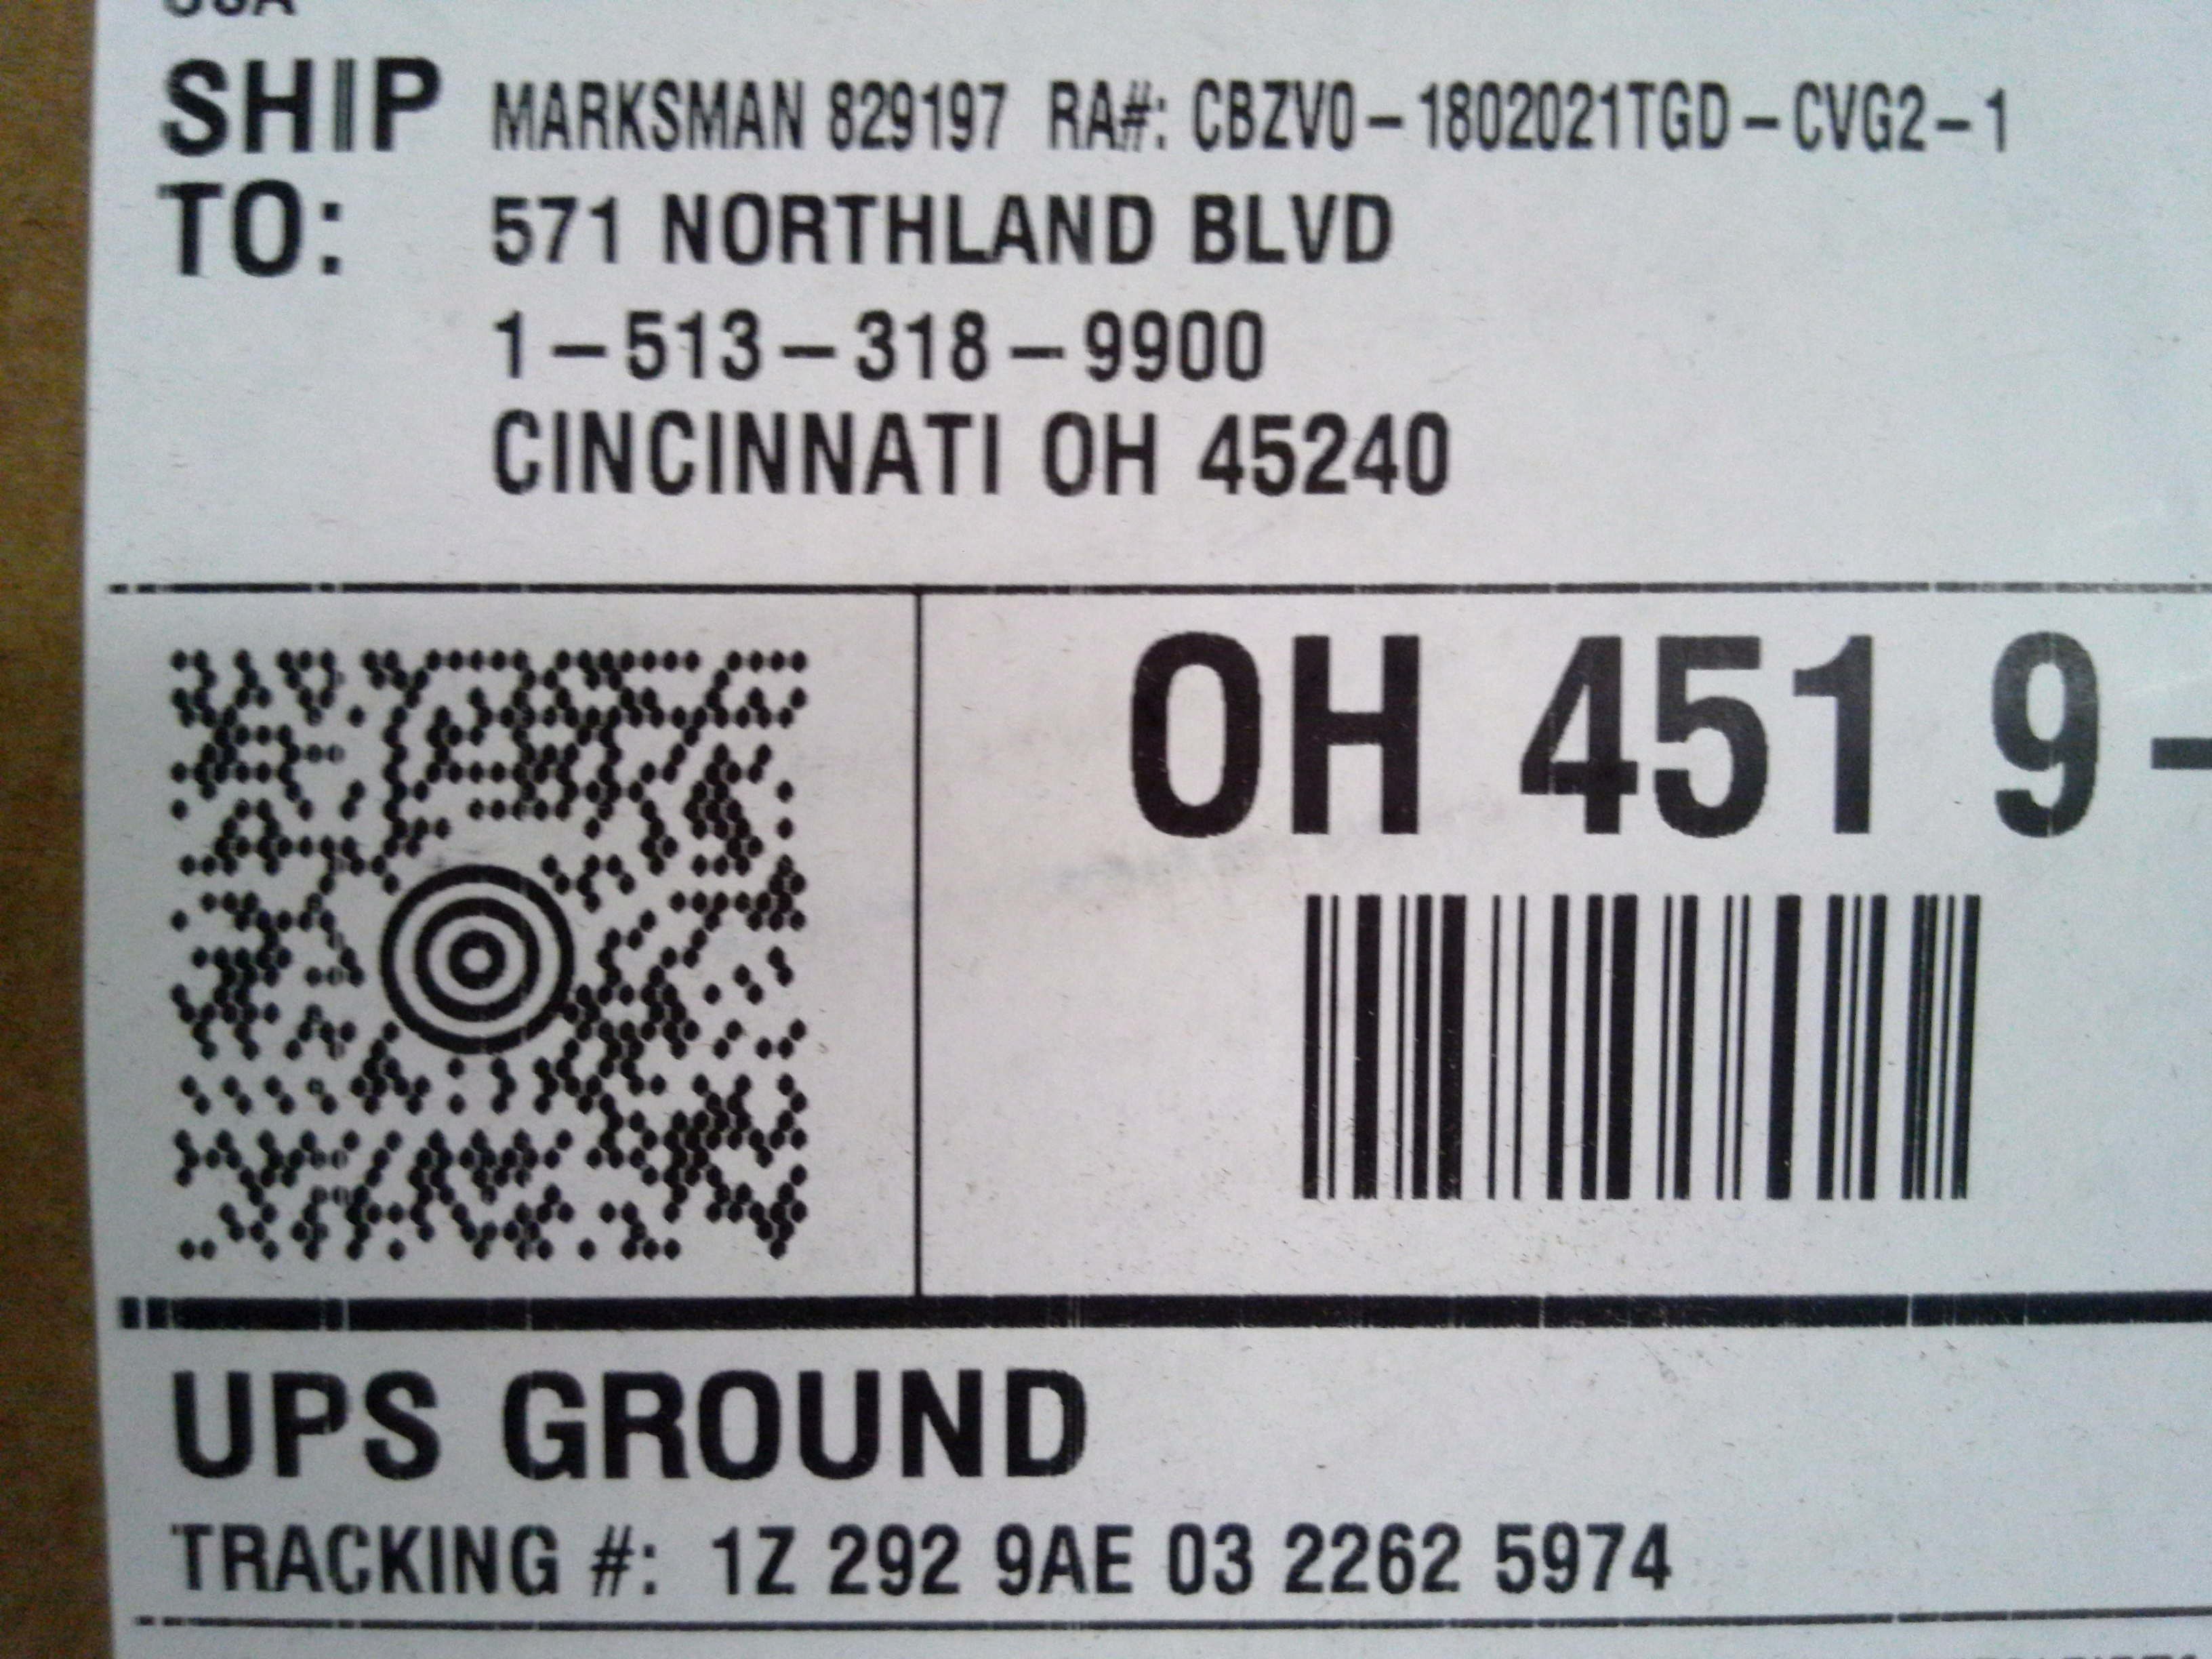 USA
SHIP MARKSMAN 829197 RA#: CBZV0-1802021TGD-CVG2-1
TO: 571 NORTHLAND BLVD
1-513-318-9900
CINCINNATI OH 45240
OH 451 9-
UPS GROUND
TRACKING #: 1Z 292 9AE 03 2262 5974